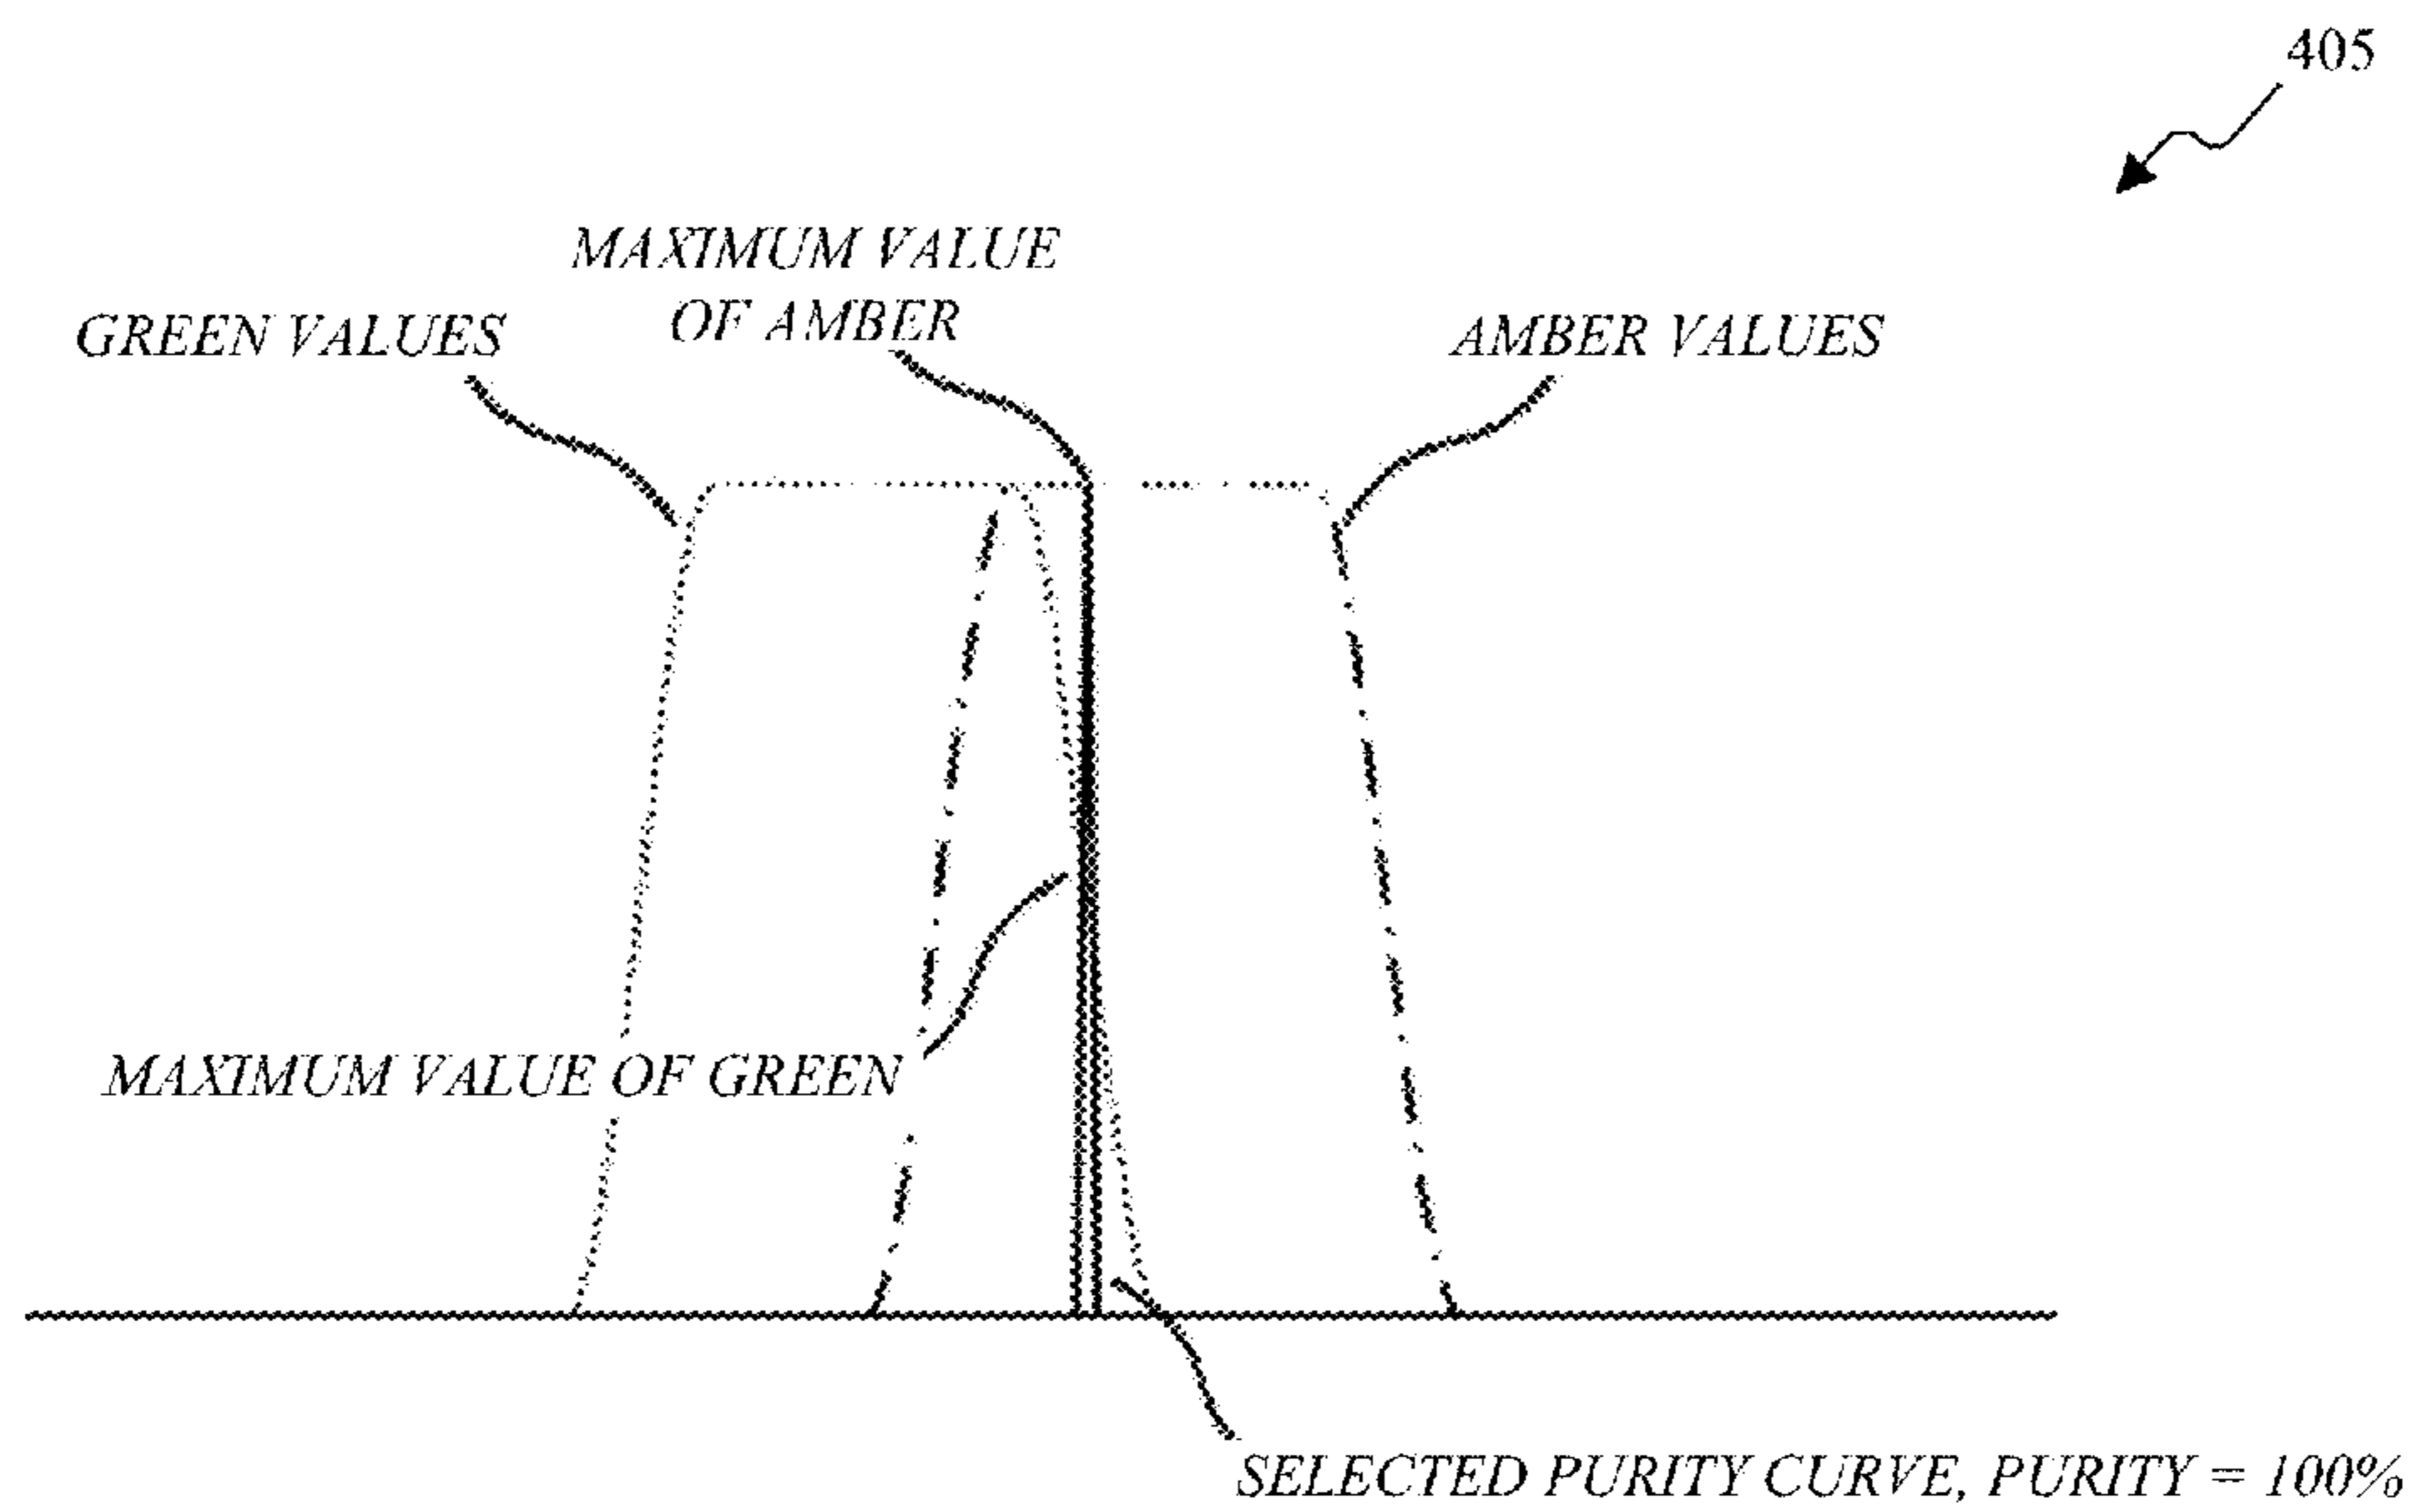 405
MAXIMUM VALUE
OF AMBER
GREEN VALUES
AMBER VALUES
MAXIMUM VALUE OF GREEN
SELECTED PURITY CURVE, PURITY = 100%